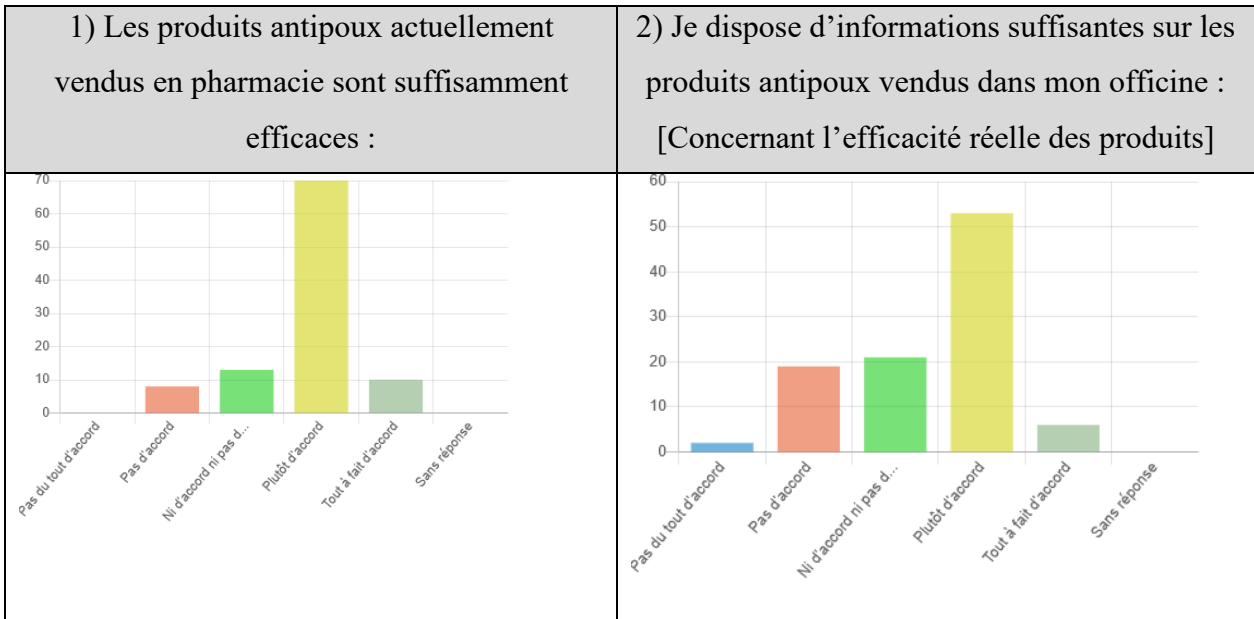 1) Les produits antipoux actuellement
vendus en pharmacie sont suffisamment
efficaces :
2) Je dispose d’informations suffisantes sur les
produits antipoux vendus dans mon officine :
[Concernant l’efficacité réelle des produits]
70
60
50
40
30
20
10
0
Pas du tout d'accord
Pas d'accord
Ni d'accord ni pas d...
Plutôt d'accord
Tout à fait d'accord
Sans réponse
60
50
40
30
20
10
0
Pas du tout d'accord
Pas d'accord
Ni d'accord ni pas d...
Plutôt d'accord
Tout à fait d'accord
Sans réponse